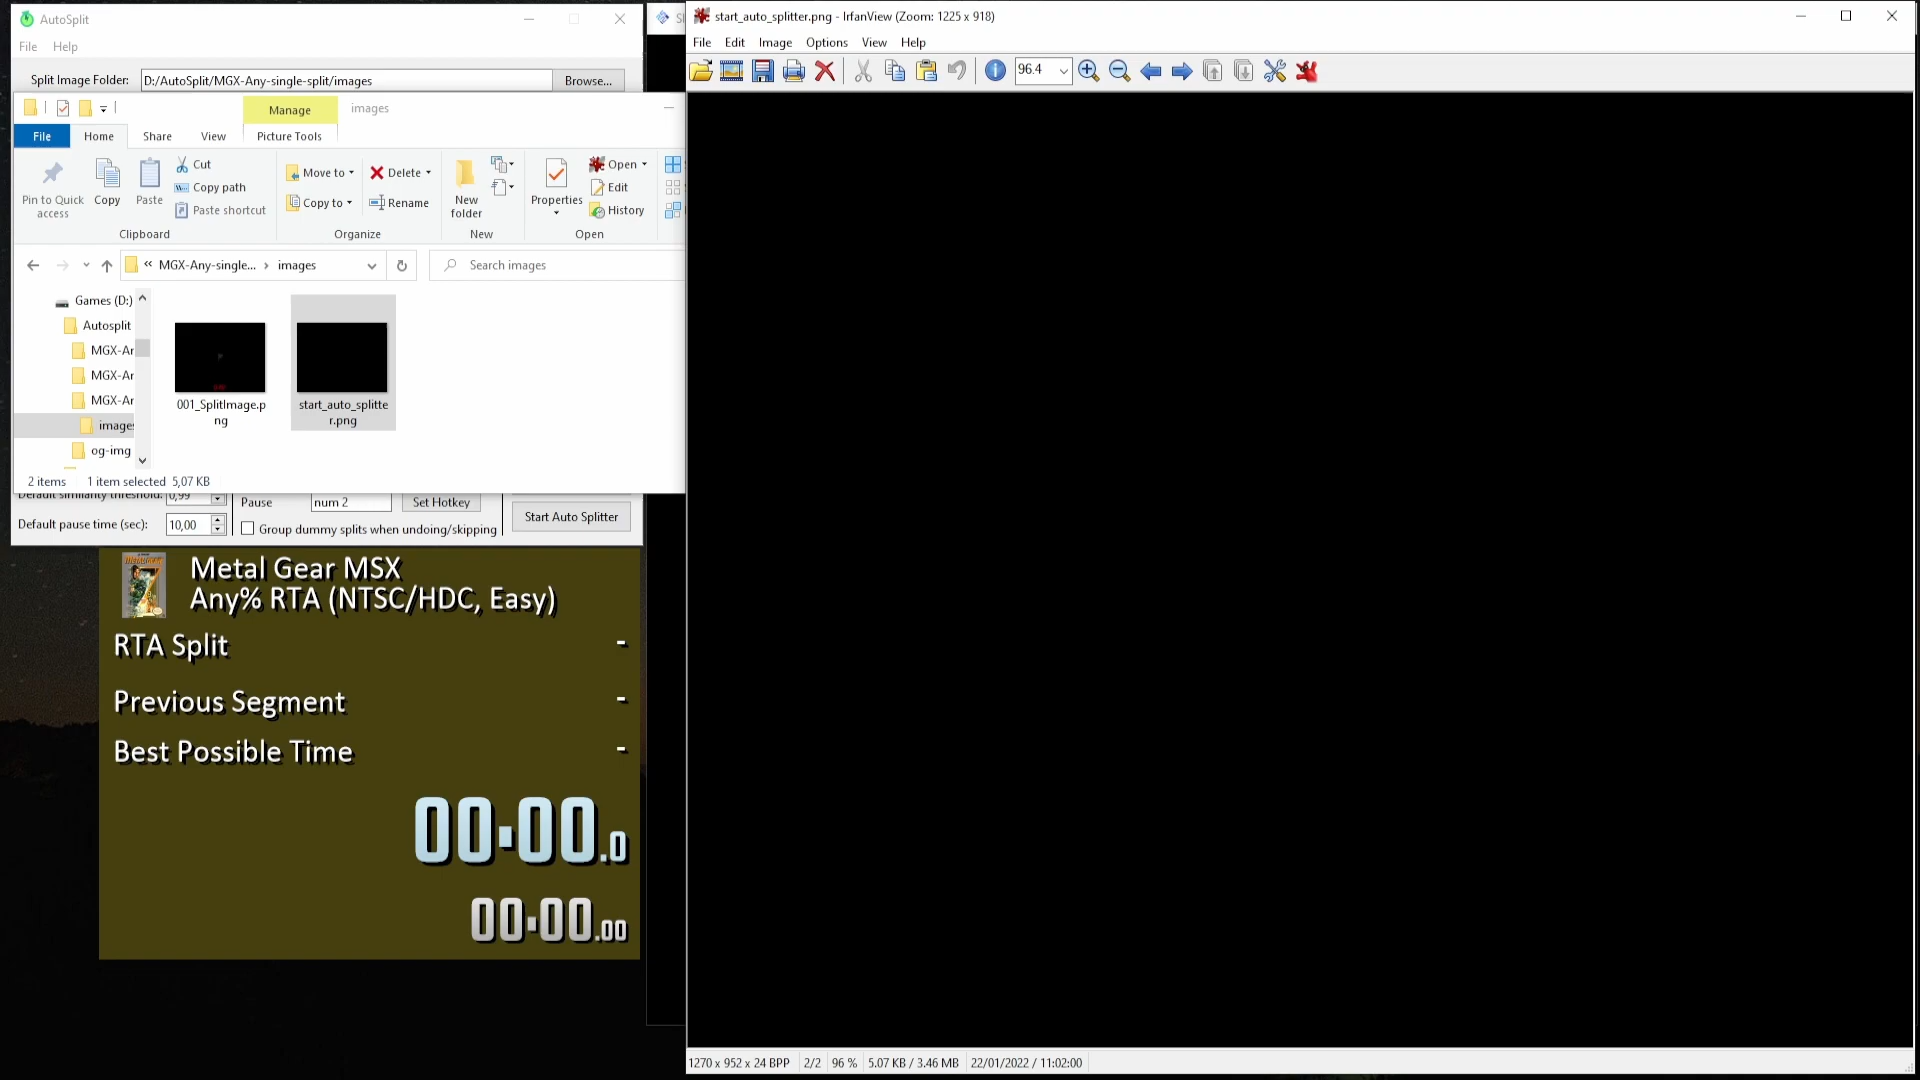 AutoSplit
File Help
Split Image Folder: D:/AutoSplit/MGX-Any-single-split/images Browse...
Manage images
File Home Share View Picture Tools
Pin to Quick access
Copy
Paste
Cut
Copy path
Paste shortcut
Clipboard
Move to
Copy to
Delete
Rename
Organize
New folder
New
Properties
Open
Edit
History
Open
« MGX-Any-single... › images
Search images
Games (D:)
Autosplit
MGX-Ar
MGX-Ar
MGX-Ar
images
og-img
001_SplitImage.p
ng
start_auto_splitte
r.png
2 items 1 item selected 5,07 KB
Default similarity threshold: 0,99 Pause num 2 Set Hotkey
Default pause time (sec): 10,00 Group dummy splits when undoing/skipping Start Auto Splitter
Metal Gear MSX
Any% RTA (NTSC/HDC, Easy)
RTA Split -
Previous Segment -
Best Possible Time -
00:00.0
00:00.00
start_auto_splitter.png - IrfanView (Zoom: 1225 x 918)
File Edit Image Options View Help
96.4
1270 x 952 x 24 BPP 2/2 96 % 5.07 KB / 3.46 MB 22/01/2022 / 11:02:00